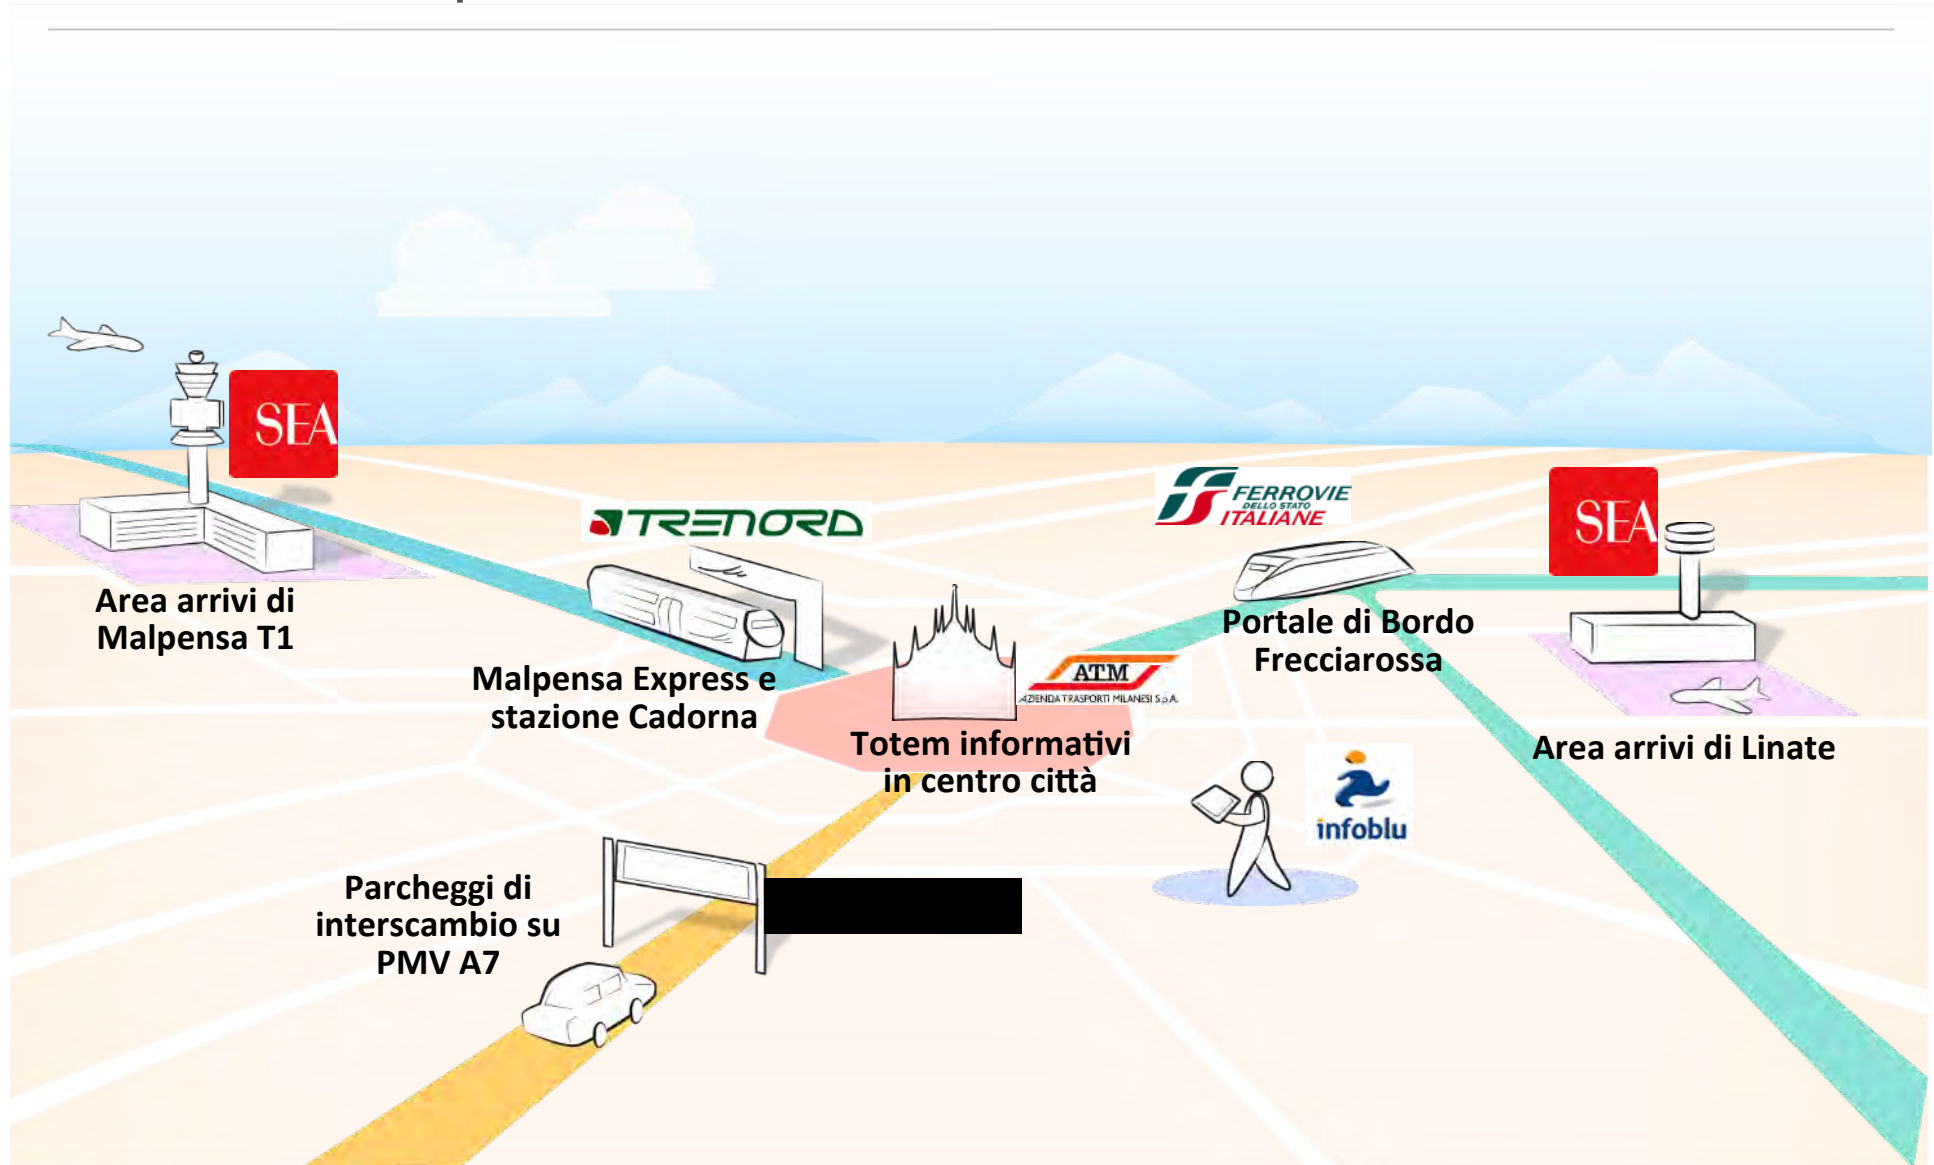 SEA
Area arrivi di
Malpensa T1
TRENORD
Malpensa Express e
stazione Cadorna
ATM
AZIENDA TRASPORTI MILANESI S.p.A.
Totem informativi
in centro città
FERROVIE
DELLO STATO
ITALIANE
Portale di Bordo
Frecciarossa
SEA
Area arrivi di Linate
infoblu
Parcheggi di
interscambio su
PMV A7